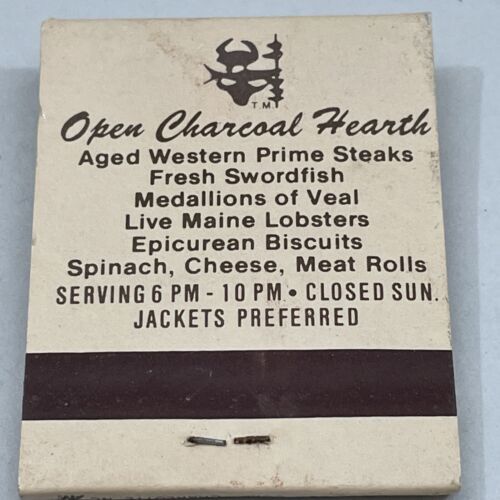 T.M.
Open Charcoal Hearth
Aged Western Prime Steaks
Fresh Swordfish
Medallions of Veal
Live Maine Lobsters
Epicurean Biscuits
Spinach, Cheese, Meat Rolls
SERVING 6 PM - 10 PM • CLOSED SUN.
JACKETS PREFERRED